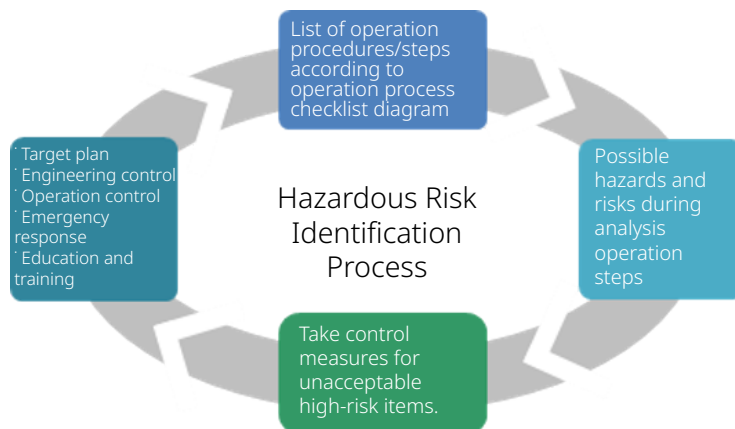 List of operation
procedures/steps
according to
operation process
checklist diagram
Possible
hazards and
risks during
analysis
operation
steps
Take control
measures for
unacceptable
high-risk items.
˙Target plan
˙Engineering control
˙Operation control
˙Emergency
response
˙Education and
training
Hazardous Risk
Identification
Process